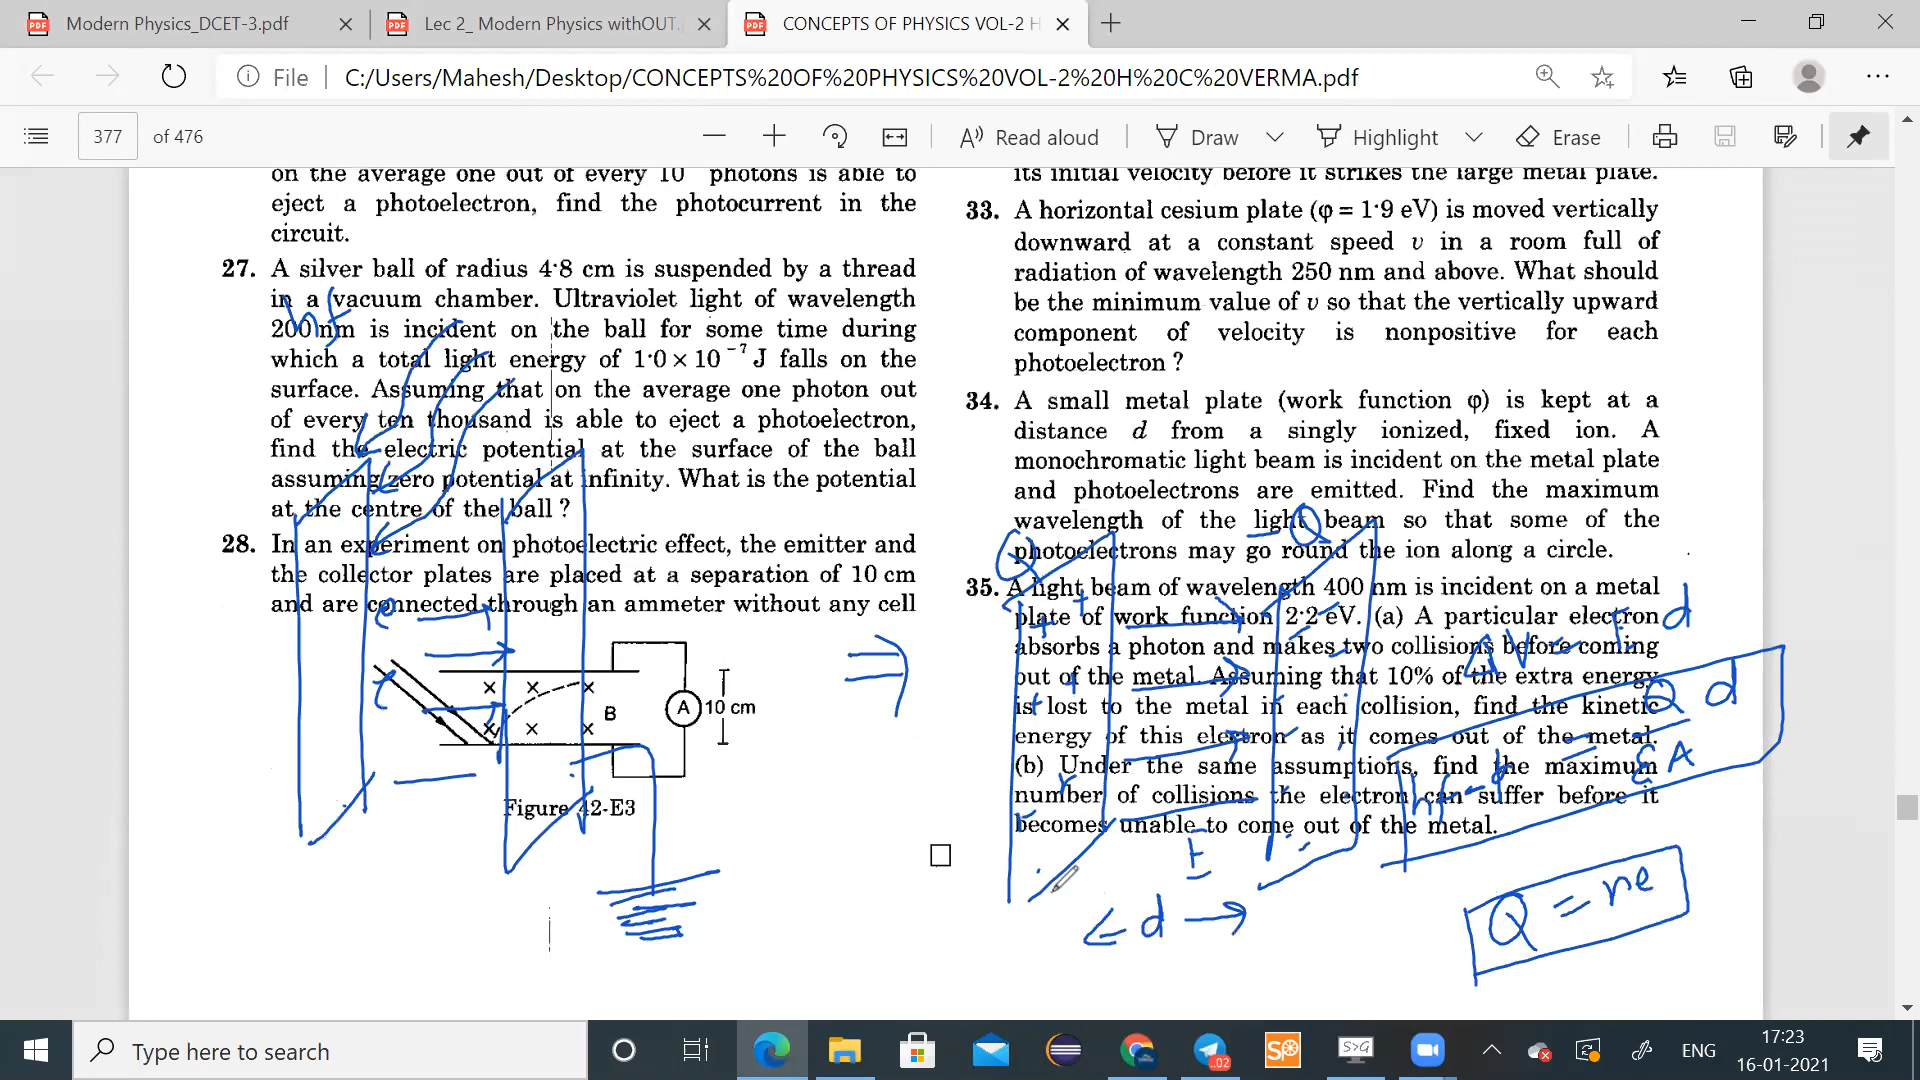 Modern Physics_DCET-3.pdf
Lec 2_ Modern Physics withOUT.
CONCEPTS OF PHYSICS VOL-2 H
File
C:/Users/Mahesh/Desktop/CONCEPTS%20OF%20PHYSICS%20VOL-2%20H%20C%20VERMA.pdf
377
of 476
Read aloud
Draw
Highlight
Erase
on the average one out of every 10 photons is able to
eject a photoelectron, find the photocurrent in the
circuit.
27. A silver ball of radius 4·8 cm is suspended by a thread
in a vacuum chamber. Ultraviolet light of wavelength
200 nm is incident on the ball for some time during
which a total light energy of 1·0 × 10⁻⁷ J falls on the
surface. Assuming that on the average one photon out
of every ten thousand is able to eject a photoelectron,
find the electric potential at the surface of the ball
assuming zero potential at infinity. What is the potential
at the centre of the ball ?
28. In an experiment on photoelectric effect, the emitter and
the collector plates are placed at a separation of 10 cm
and are connected through an ammeter without any cell
B
A
10 cm
Figure 42-E3
hf
e
its initial velocity before it strikes the large metal plate.
33. A horizontal cesium plate (φ = 1·9 eV) is moved vertically
downward at a constant speed v in a room full of
radiation of wavelength 250 nm and above. What should
be the minimum value of v so that the vertically upward
component of velocity is nonpositive for each
photoelectron ?
34. A small metal plate (work function φ) is kept at a
distance d from a singly ionized, fixed ion. A
monochromatic light beam is incident on the metal plate
and photoelectrons are emitted. Find the maximum
wavelength of the light beam so that some of the
photoelectrons may go round the ion along a circle.
35. A light beam of wavelength 400 nm is incident on a metal
plate of work function 2·2 eV. (a) A particular electron
absorbs a photon and makes two collisions before coming
out of the metal. Assuming that 10% of the extra energy
is lost to the metal in each collision, find the kinetic
energy of this electron as it comes out of the metal.
(b) Under the same assumptions, find the maximum
number of collisions the electron can suffer before it
becomes unable to come out of the metal.
Q
-Q
ΔV = E d
hf-φ = Q d
εA
E
d
Q = ne
Type here to search
..02
S>G
ENG
17:23
16-01-2021